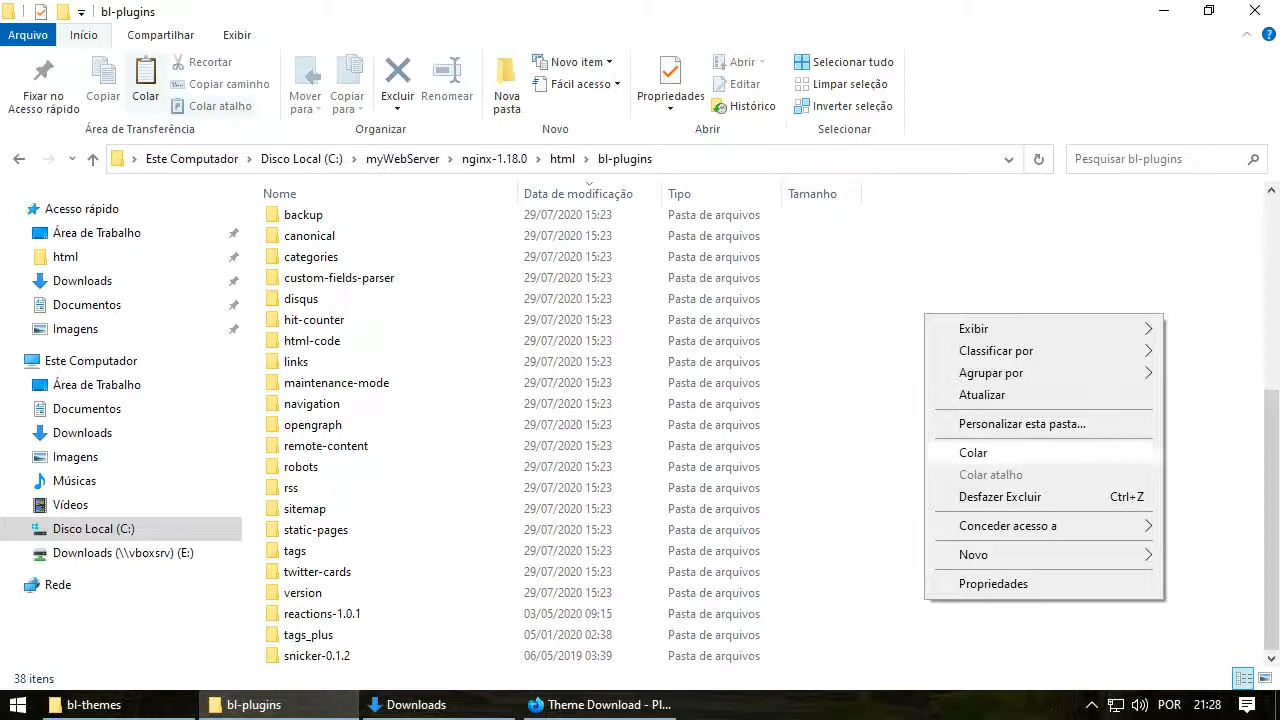 bl-plugins
Arquivo Início Compartilhar Exibir
Fixar no Acesso rápido
Copiar
Colar
Recortar
Copiar caminho
Colar atalho
Área de Transferência
Mover para
Copiar para
Excluir
Renomear
Organizar
Nova pasta
Novo item
Fácil acesso
Novo
Propriedades
Abrir
Editar
Histórico
Abrir
Selecionar tudo
Limpar seleção
Inverter seleção
Selecionar
Este Computador > Disco Local (C:) > myWebServer > nginx-1.18.0 > html > bl-plugins
Pesquisar bl-plugins
Acesso rápido
Área de Trabalho
html
Downloads
Documentos
Imagens
Este Computador
Área de Trabalho
Documentos
Downloads
Imagens
Músicas
Vídeos
Disco Local (C:)
Downloads (\\vboxsrv) (E:)
Rede
Nome Data de modificação Tipo Tamanho
backup 29/07/2020 15:23 Pasta de arquivos
canonical 29/07/2020 15:23 Pasta de arquivos
categories 29/07/2020 15:23 Pasta de arquivos
custom-fields-parser 29/07/2020 15:23 Pasta de arquivos
disqus 29/07/2020 15:23 Pasta de arquivos
hit-counter 29/07/2020 15:23 Pasta de arquivos
html-code 29/07/2020 15:23 Pasta de arquivos
links 29/07/2020 15:23 Pasta de arquivos
maintenance-mode 29/07/2020 15:23 Pasta de arquivos
navigation 29/07/2020 15:23 Pasta de arquivos
opengraph 29/07/2020 15:23 Pasta de arquivos
remote-content 29/07/2020 15:23 Pasta de arquivos
robots 29/07/2020 15:23 Pasta de arquivos
rss 29/07/2020 15:23 Pasta de arquivos
sitemap 29/07/2020 15:23 Pasta de arquivos
static-pages 29/07/2020 15:23 Pasta de arquivos
tags 29/07/2020 15:23 Pasta de arquivos
twitter-cards 29/07/2020 15:23 Pasta de arquivos
version 29/07/2020 15:23 Pasta de arquivos
reactions-1.0.1 03/05/2020 09:15 Pasta de arquivos
tags_plus 05/01/2020 02:38 Pasta de arquivos
snicker-0.1.2 06/05/2019 03:39 Pasta de arquivos
Exibir
Classificar por
Agrupar por
Atualizar
Personalizar esta pasta...
Colar
Colar atalho
Desfazer Excluir Ctrl+Z
Conceder acesso a
Novo
Propriedades
38 itens
bl-themes
bl-plugins
Downloads
Theme Download - Pl...
POR
21:28